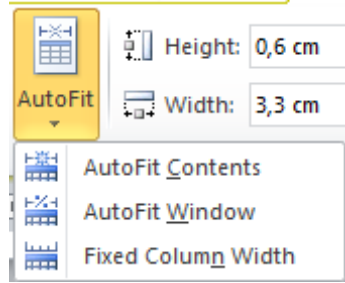 AutoFit
Height: 0,6 cm
Width: 3,3 cm
AutoFit Contents
AutoFit Window
Fixed Column Width